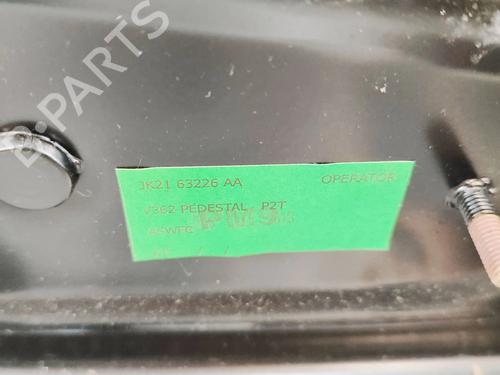 B-PARTS
JK21 63226 AA OPERATOR
V362 PEDESTAL, P2T